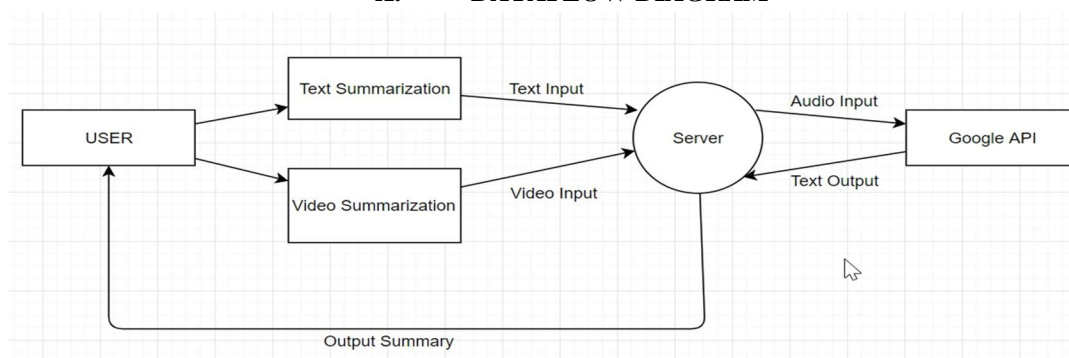 Text Summarization
Text Input
Audio Input
USER
Server
Google API
Text Output
Video Summarization
Video Input
Output Summary